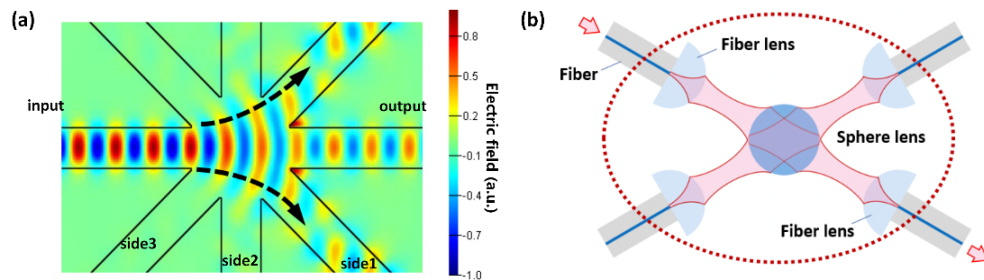 (a)
input
output
side3
side2
side1
0.8
0.6
0.2
-0.1
-0.4
-0.7
-1.0
Electric field (a.u.)
(b)
Fiber lens
Fiber
Sphere lens
Fiber lens